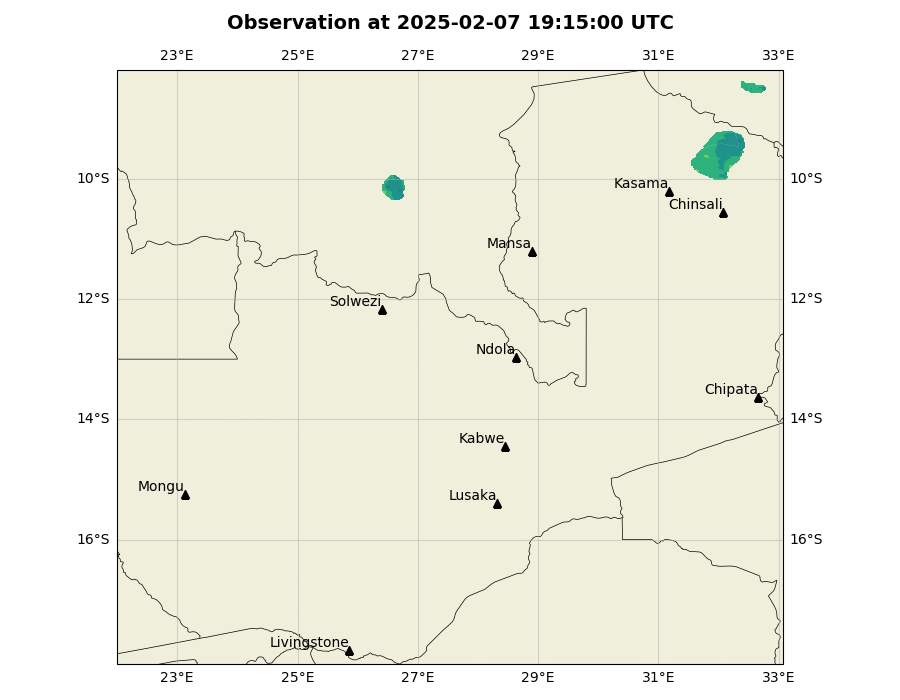 Observation at 2025-02-07 19:15:00 UTC
23°E 25°E 27°E 29°E 31°E 33°E
10°S 10°S
Kasama
Chinsali
Mansa
12°S 12°S
Solwezi
Ndola
Chipata
14°S 14°S
Kabwe
Mongu
Lusaka
16°S 16°S
Livingstone
23°E 25°E 27°E 29°E 31°E 33°E